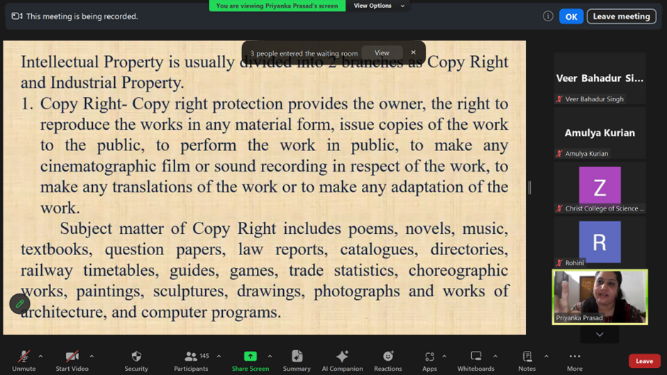 You are viewing Priyanka Prasad's screen
View Options
This meeting is being recorded.
OK
Leave meeting
3 people entered the waiting room
View
Intellectual Property is usually divided into 2 branches as Copy Right
and Industrial Property.
1. Copy Right- Copy right protection provides the owner, the right to
reproduce the works in any material form, issue copies of the work
to the public, to perform the work in public, to make any
cinematographic film or sound recording in respect of the work, to
make any translations of the work or to make any adaptation of the
work.
Subject matter of Copy Right includes poems, novels, music,
textbooks, question papers, law reports, catalogues, directories,
railway timetables, guides, games, trade statistics, choreographic
works, paintings, sculptures, drawings, photographs and works of
architecture, and computer programs.
Veer Bahadur Si...
Veer Bahadur Singh
Amulya Kurian
Amulya Kurian
Z
Christ College of Science ...
R
Rohini
Priyanka Prasad
Unmute
Start Video
Security
Participants
145
Share Screen
Summary
AI Companion
Reactions
Apps
Whiteboards
Notes
More
Leave